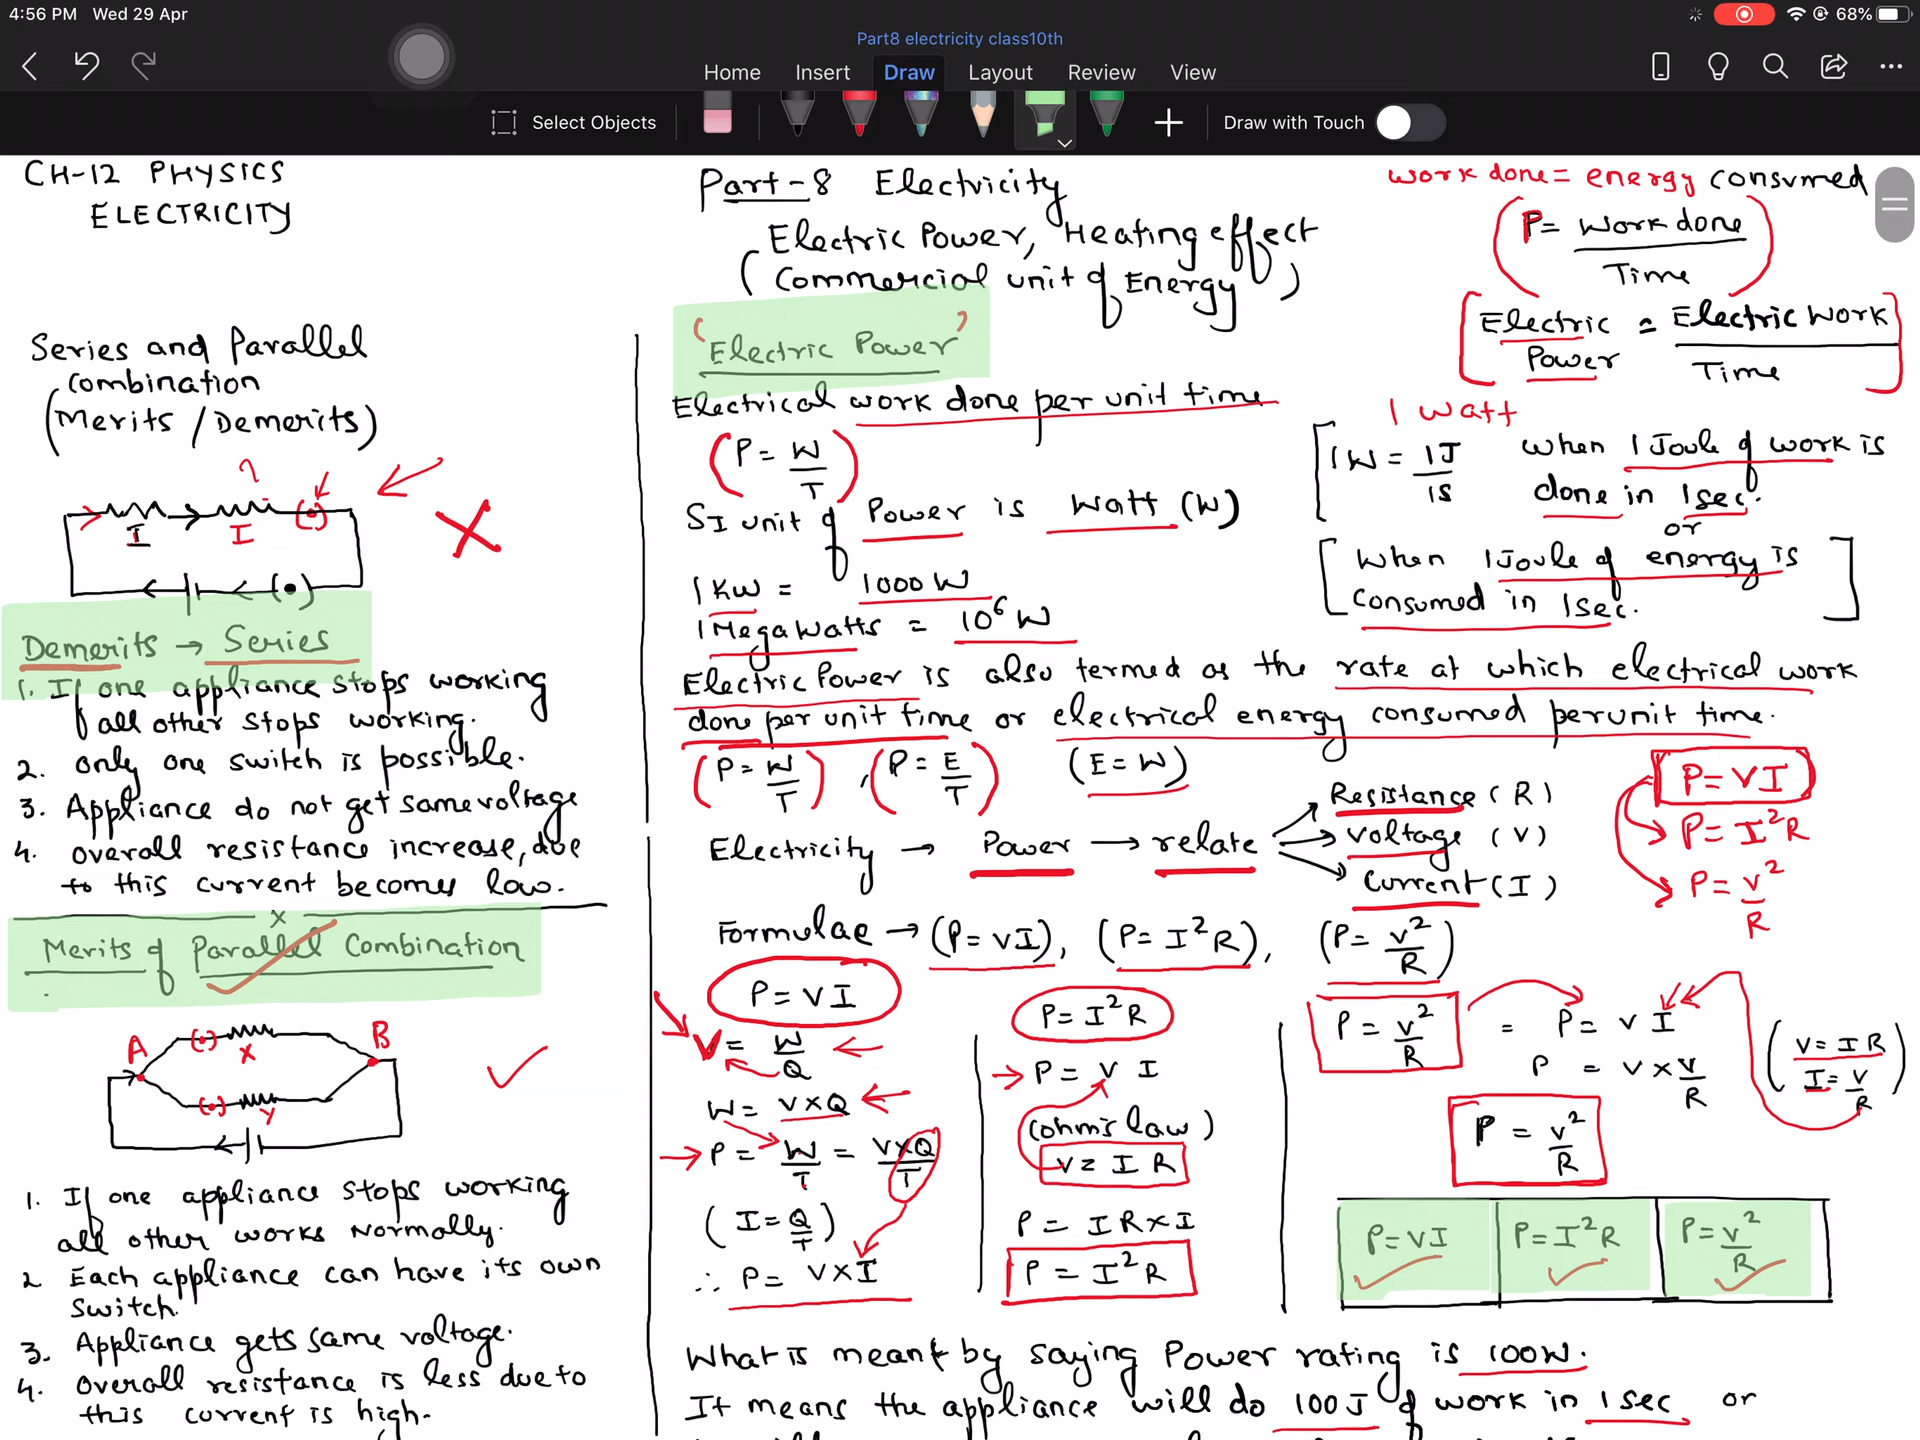 4:56 PM Wed 29 Apr
68%
Part8 electricity class10th
Home Insert Draw Layout Review View
Select Objects
Draw with Touch
CH-12 PHYSICS
ELECTRICITY
Series and Parallel
Combination
(Merits / Demerits)
?
I I
Demerits → Series
1. If one appliance stops working
all other stops working.
2. only one switch is possible.
3. Appliance do not get same voltage
4. overall resistance increase, due
to this current becomes low.
x
Merits of Parallel Combination
A B
X
Y
1. If one appliance stops working
all other works Normally.
2 Each appliance can have its own
switch.
3. Appliance gets same voltage.
4. Overall resistance is less due to
this current is high.
Part-8 Electricity
Electric Power, Heating effect
(Commercial unit of Energy)
Electric Power
Electrical work done per unit time
(P = W/T)
SI unit of Power is Watt (W)
1 KW = 1000 W
1 MegaWatts = 10⁶ W
work done = energy consumed
(P = Work done / Time)
[Electric Power = Electric Work / Time]
1 watt
[1W = 1J/1S when 1 Joule of work is
done in 1sec.
or
[When 1 Joule of energy is
consumed in 1sec.]
Electric Power is also termed as the rate at which electrical work
done per unit time or electrical energy consumed per unit time.
(P = W/T), (P = E/T) (E = W)
Electricity → Power → relate
Resistance (R)
Voltage (V)
Current (I)
P = VI
P = I²R
P = V²/R
Formulae → (P = VI), (P = I²R), (P = V²/R)
P = VI
V = W/Q
W = V×Q
P = W/T = V×Q/T
(I = Q/T)
∴ P = V×I
P = I²R
P = V I
(ohm's law)
V = I R
P = I R × I
P = I²R
P = V²/R = P = V I
P = V × V/R
(V = I R
I = V/R)
P = V²/R
P = VI P = I²R P = V²/R
What is meant by saying Power rating is 100W.
It means the appliance will do 100J of work in 1 sec or